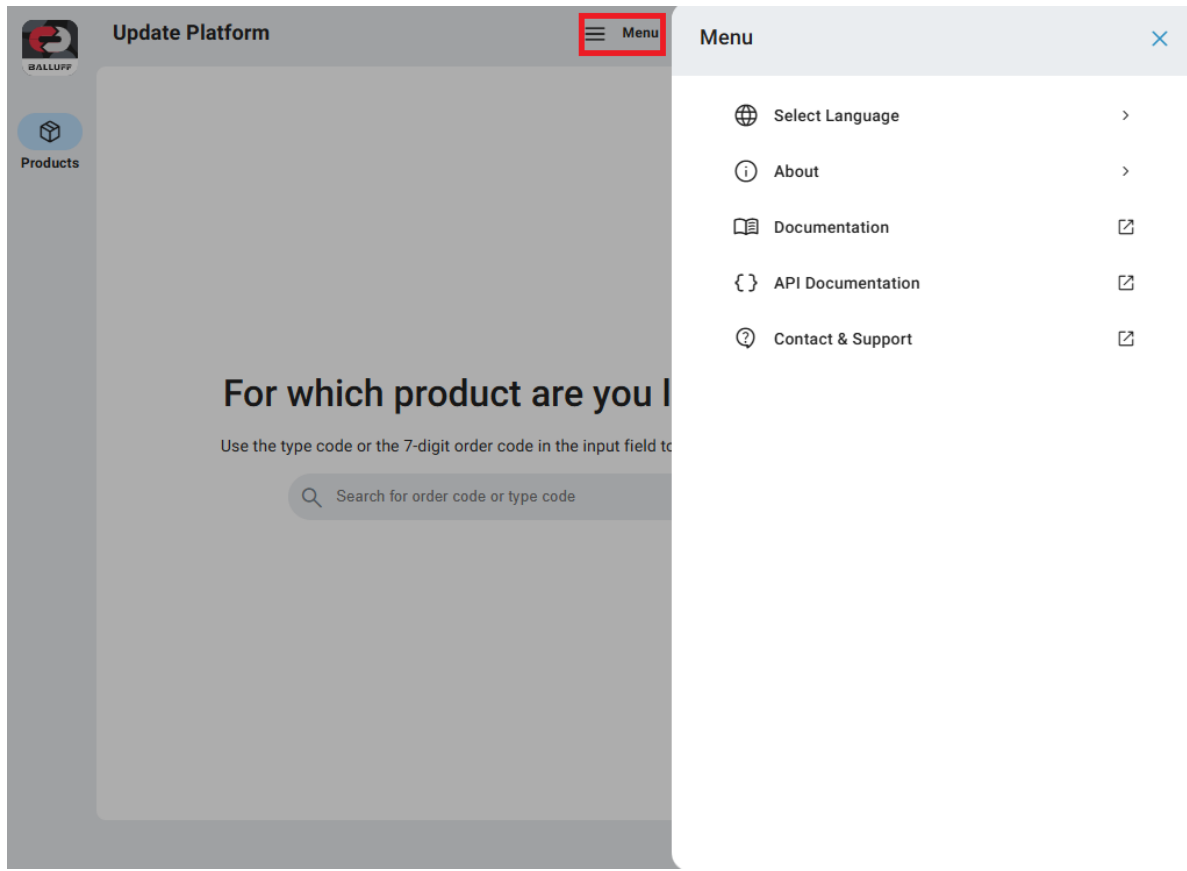 BALLUFF
Update Platform
Menu
Products
For which product are you l
Use the type code or the 7-digit order code in the input field to
Search for order code or type code
Menu
Select Language
About
Documentation
API Documentation
Contact & Support